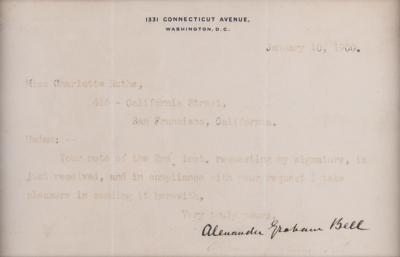 1331 CONNECTICUT AVENUE,
WASHINGTON, D.C.
January 10, 1900.
Miss Charlotte
416 - California Street,
San Francisco, California.
Madam: --
Your note of the 2nd inst. requesting my signature, is
just received, and in compliance with your request I take
pleasure in sending it herewith,
Very truly yours,
Alexander Graham Bell